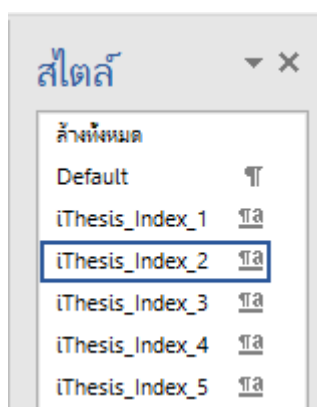 สไตล์
ล้างทั้งหมด
Default
iThesis_Index_1
iThesis_Index_2
iThesis_Index_3
iThesis_Index_4
iThesis_Index_5